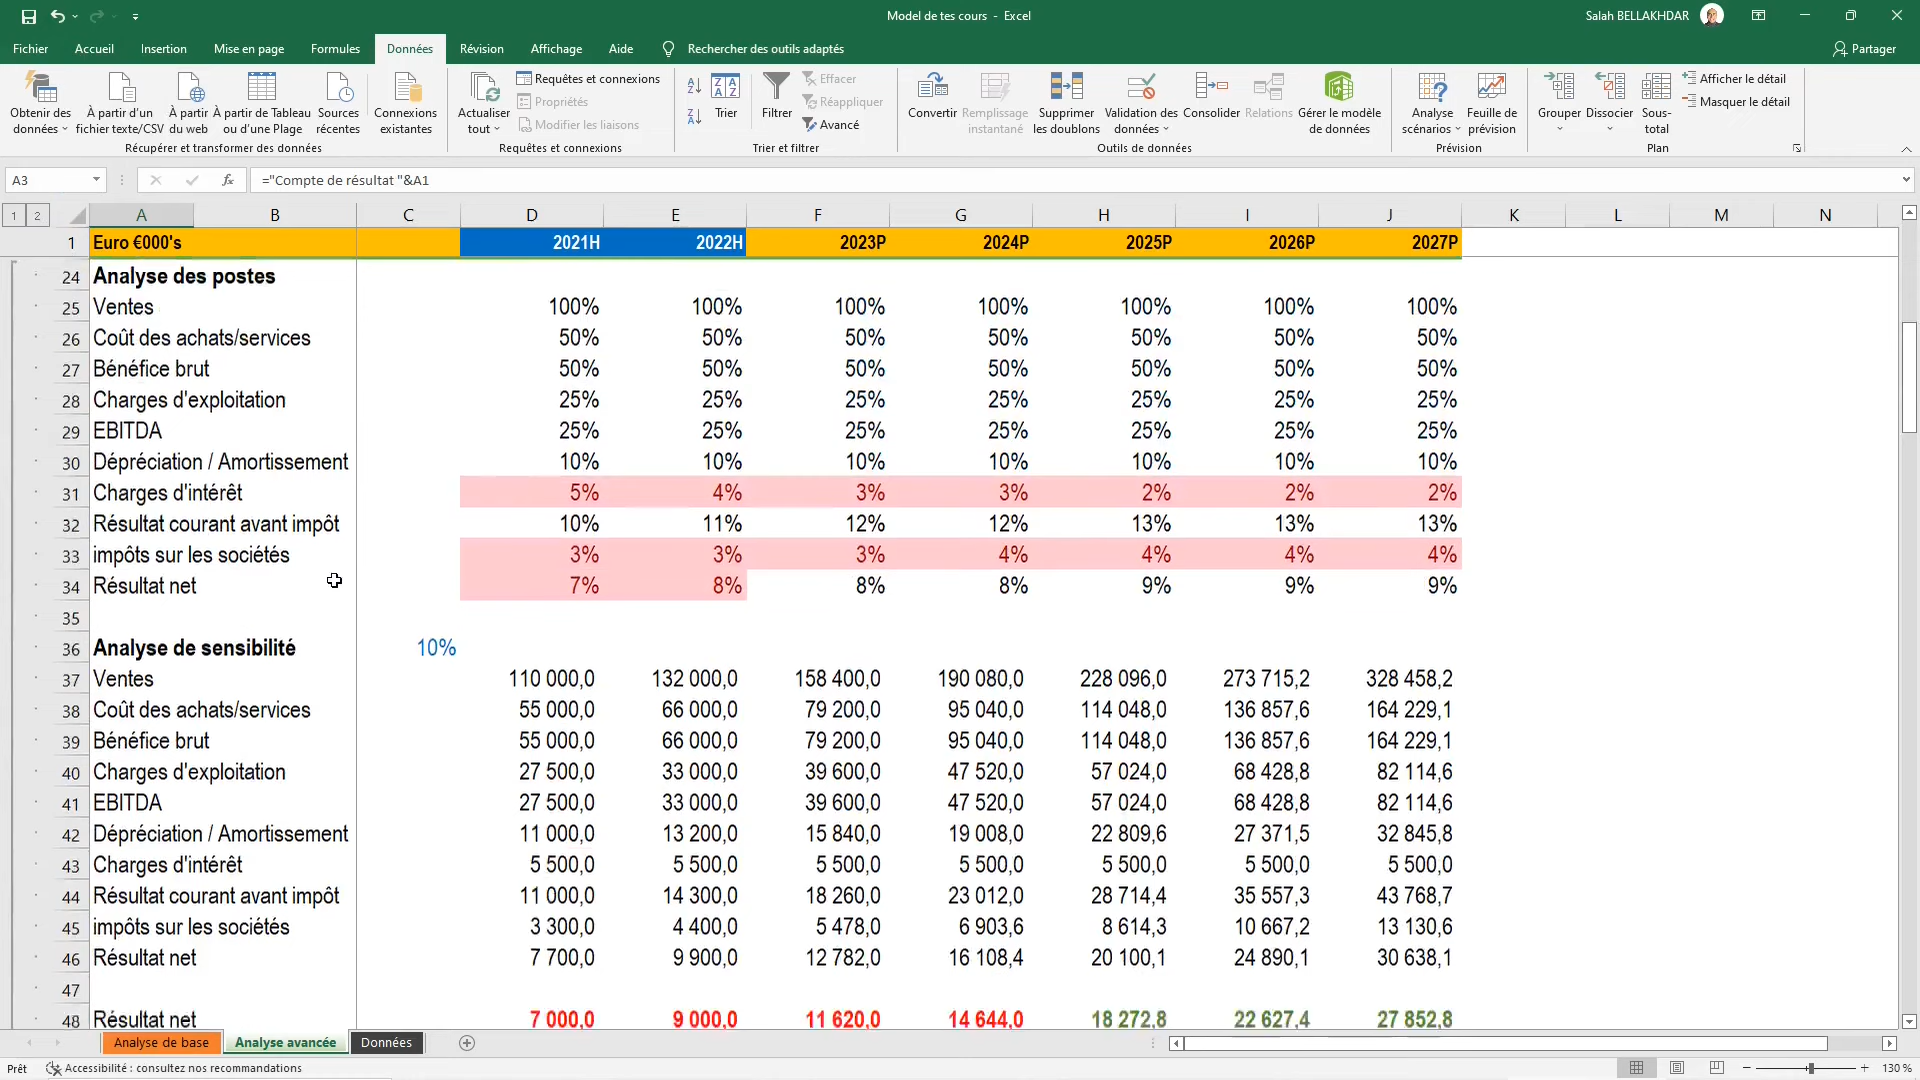 Model de tes cours - Excel
Salah BELLAKHDAR
Fichier Accueil Insertion Mise en page Formules Données Révision Affichage Aide Rechercher des outils adaptés Partager
Obtenir des données
À partir d'un fichier texte/CSV
À partir du web
À partir de Tableau ou d'une Plage
Sources récentes
Connexions existantes
Récupérer et transformer des données
Actualiser tout
Requêtes et connexions
Propriétés
Modifier les liaisons
Requêtes et connexions
Trier
Filtrer
Effacer
Réappliquer
Avancé
Trier et filtrer
Convertir
Remplissage instantané
Supprimer les doublons
Validation des données
Consolider
Relations
Gérer le modèle de données
Outils de données
Analyse scénarios
Feuille de prévision
Prévision
Grouper
Dissocier
Sous-total
Afficher le détail
Masquer le détail
Plan
A3 fx ="Compte de résultat "&A1
1 2 A B C D E F G H I J K L M N
1 Euro €000's 2021H 2022H 2023P 2024P 2025P 2026P 2027P
24 Analyse des postes
25 Ventes 100% 100% 100% 100% 100% 100% 100%
26 Coût des achats/services 50% 50% 50% 50% 50% 50% 50%
27 Bénéfice brut 50% 50% 50% 50% 50% 50% 50%
28 Charges d'exploitation 25% 25% 25% 25% 25% 25% 25%
29 EBITDA 25% 25% 25% 25% 25% 25% 25%
30 Dépréciation / Amortissement 10% 10% 10% 10% 10% 10% 10%
31 Charges d'intérêt 5% 4% 3% 3% 2% 2% 2%
32 Résultat courant avant impôt 10% 11% 12% 12% 13% 13% 13%
33 impôts sur les sociétés 3% 3% 3% 4% 4% 4% 4%
34 Résultat net 7% 8% 8% 8% 9% 9% 9%
35
36 Analyse de sensibilité 10%
37 Ventes 110 000,0 132 000,0 158 400,0 190 080,0 228 096,0 273 715,2 328 458,2
38 Coût des achats/services 55 000,0 66 000,0 79 200,0 95 040,0 114 048,0 136 857,6 164 229,1
39 Bénéfice brut 55 000,0 66 000,0 79 200,0 95 040,0 114 048,0 136 857,6 164 229,1
40 Charges d'exploitation 27 500,0 33 000,0 39 600,0 47 520,0 57 024,0 68 428,8 82 114,6
41 EBITDA 27 500,0 33 000,0 39 600,0 47 520,0 57 024,0 68 428,8 82 114,6
42 Dépréciation / Amortissement 11 000,0 13 200,0 15 840,0 19 008,0 22 809,6 27 371,5 32 845,8
43 Charges d'intérêt 5 500,0 5 500,0 5 500,0 5 500,0 5 500,0 5 500,0 5 500,0
44 Résultat courant avant impôt 11 000,0 14 300,0 18 260,0 23 012,0 28 714,4 35 557,3 43 768,7
45 impôts sur les sociétés 3 300,0 4 400,0 5 478,0 6 903,6 8 614,3 10 667,2 13 130,6
46 Résultat net 7 700,0 9 900,0 12 782,0 16 108,4 20 100,1 24 890,1 30 638,1
47
48 Résultat net 7 000,0 9 000,0 11 620,0 14 644,0 18 272,8 22 627,4 27 852,8
Analyse de base Analyse avancée Données
Prêt Accessibilité : consultez nos recommandations 130 %